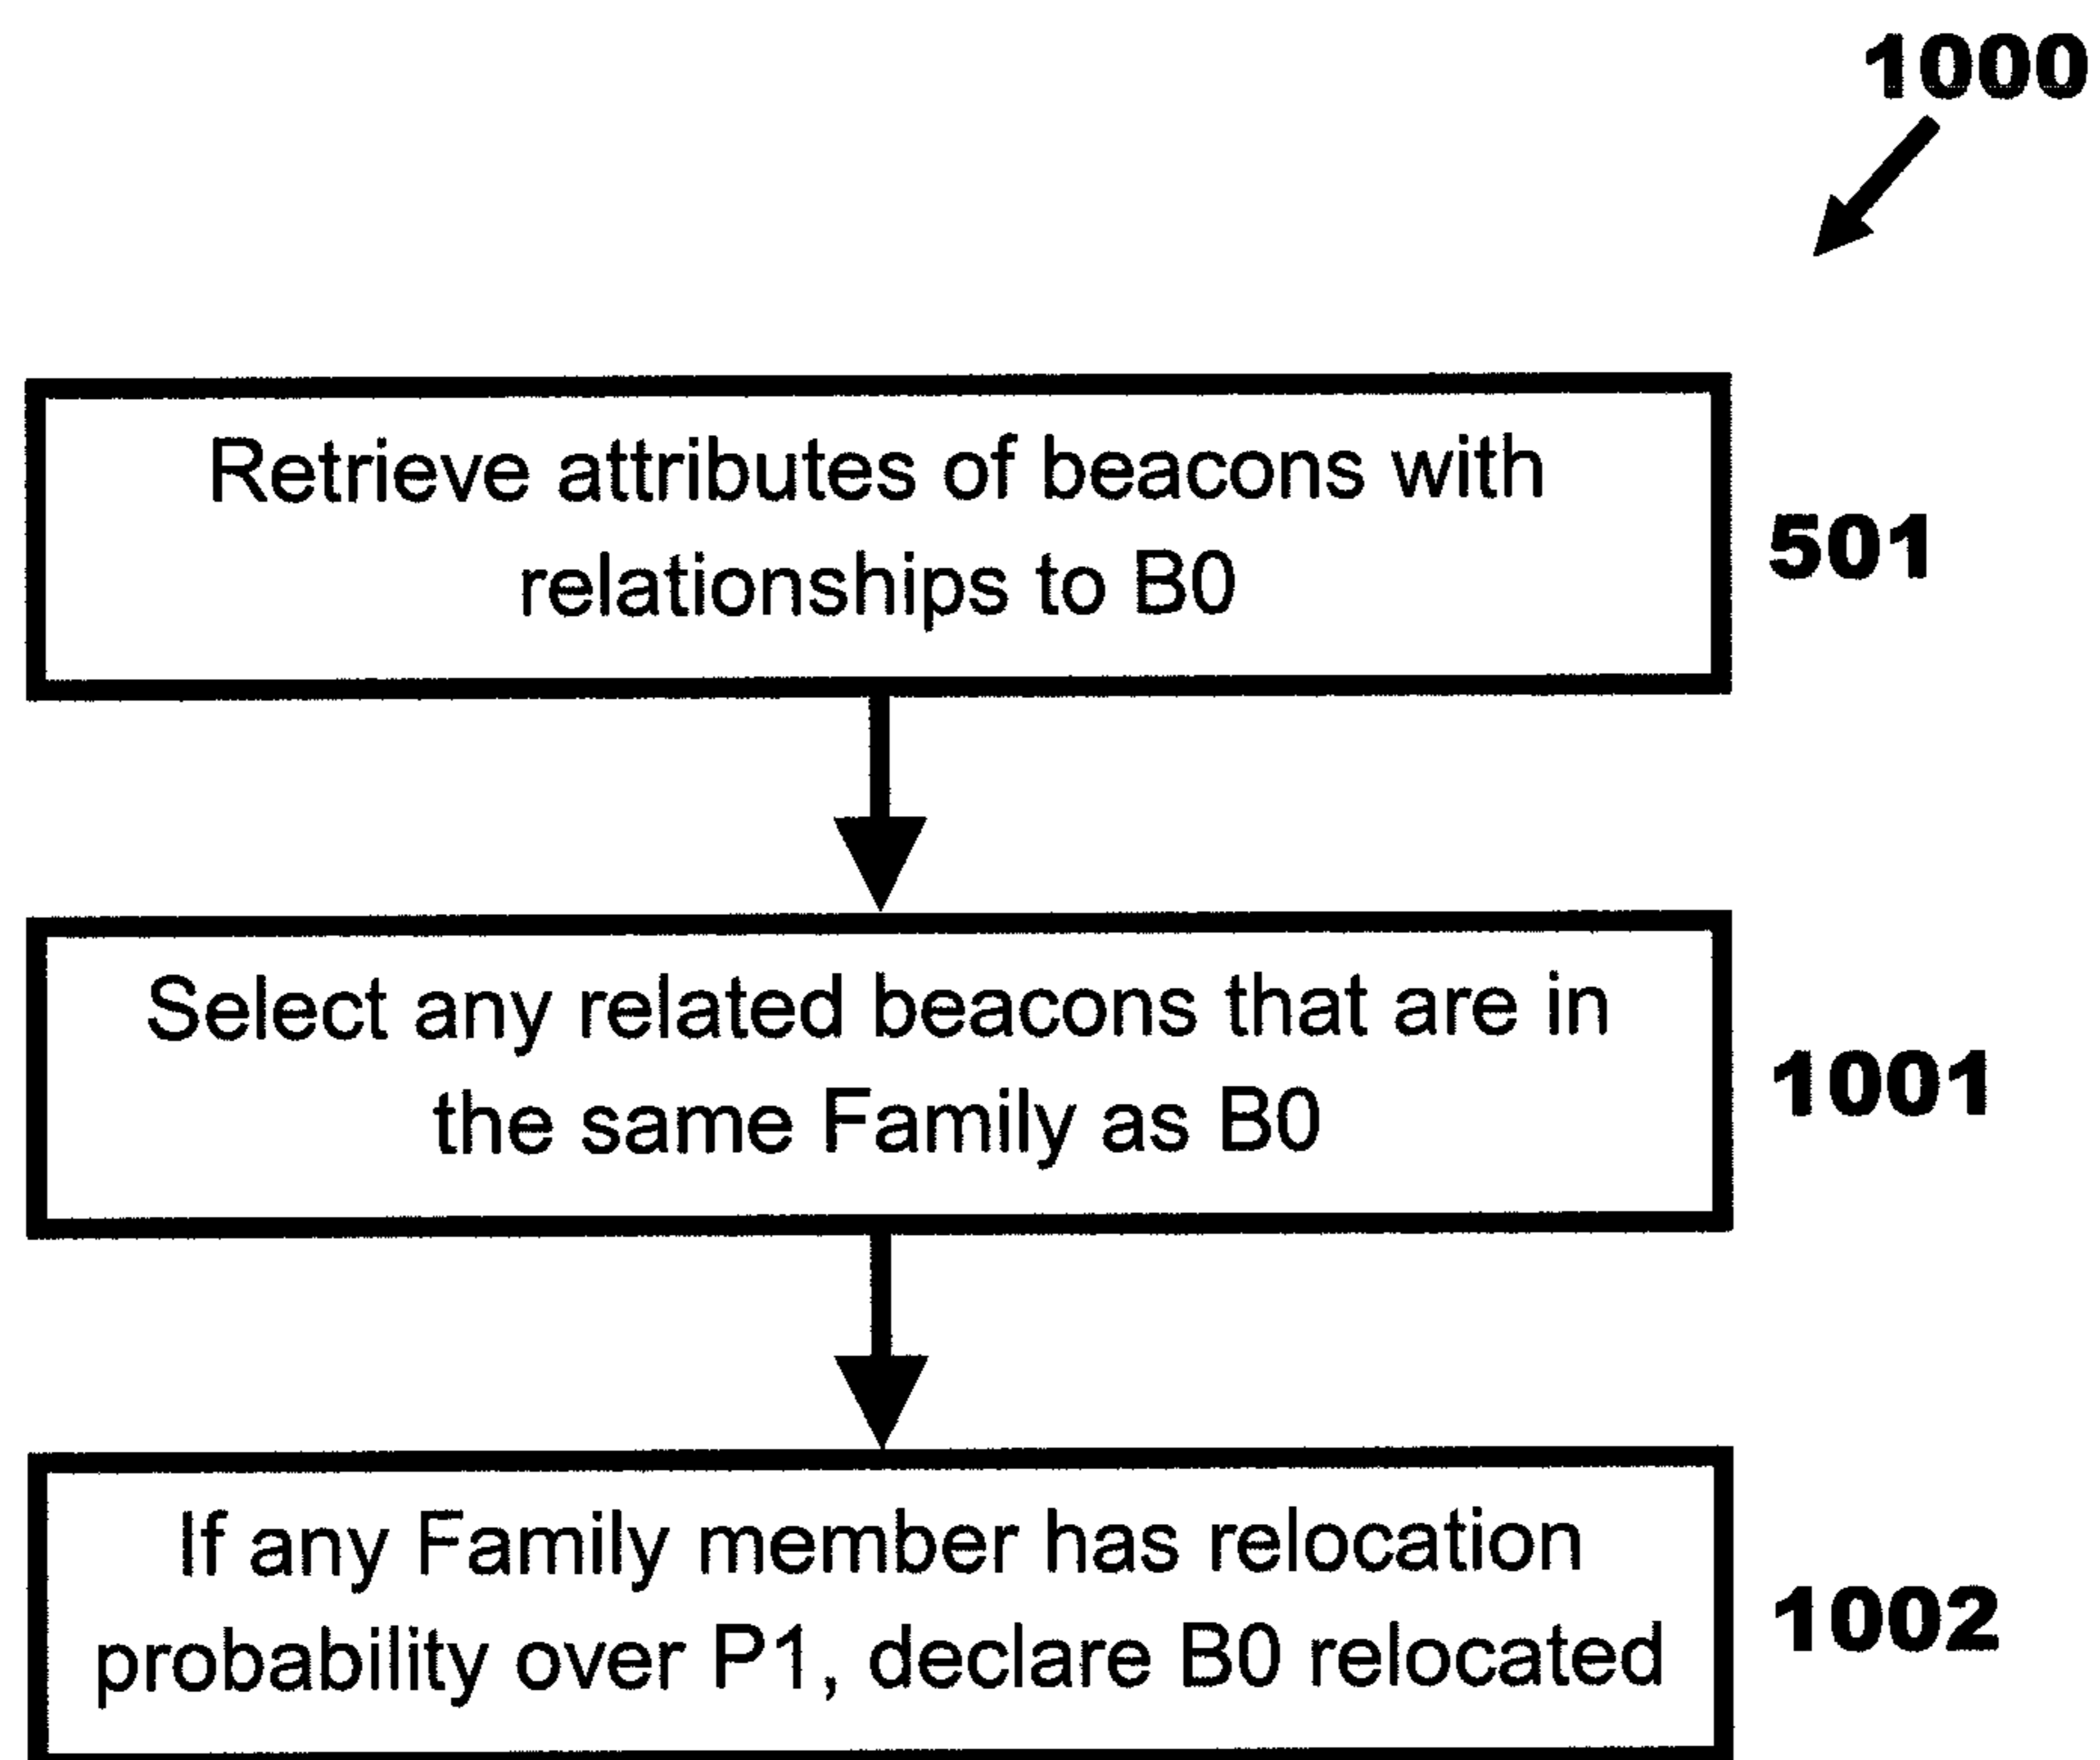 1000
Retrieve attributes of beacons with
relationships to B0
501
Select any related beacons that are in
the same Family as B0
1001
If any Family member has relocation
probability over P1, declare B0 relocated
1002